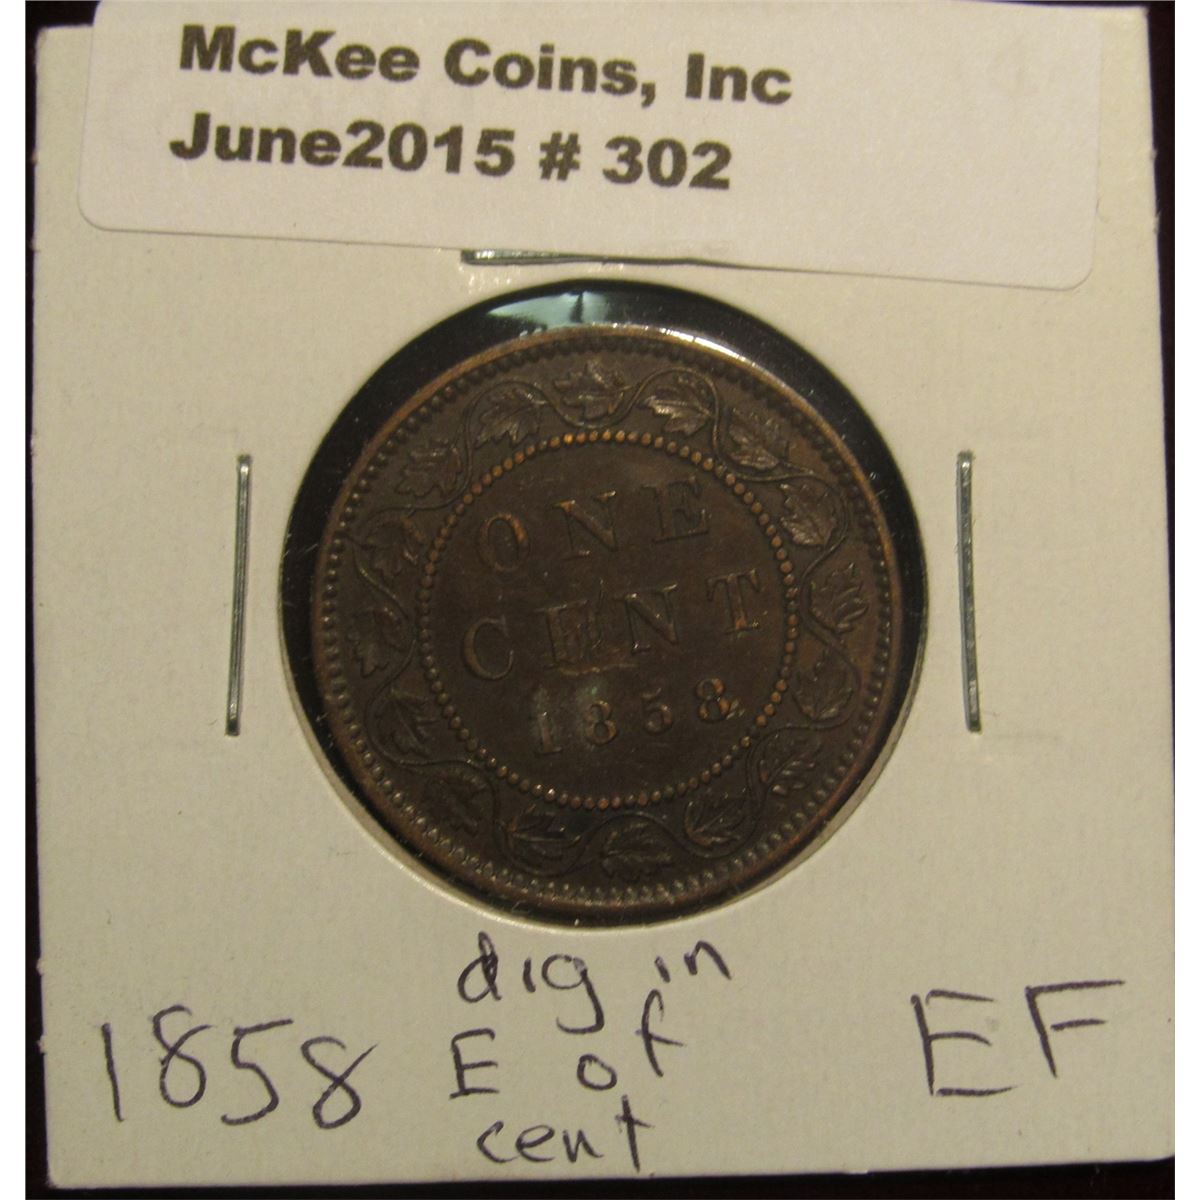 McKee Coins, Inc
June2015 # 302
ONE
CENT
1858
1858
dig in
E of
cent
EF